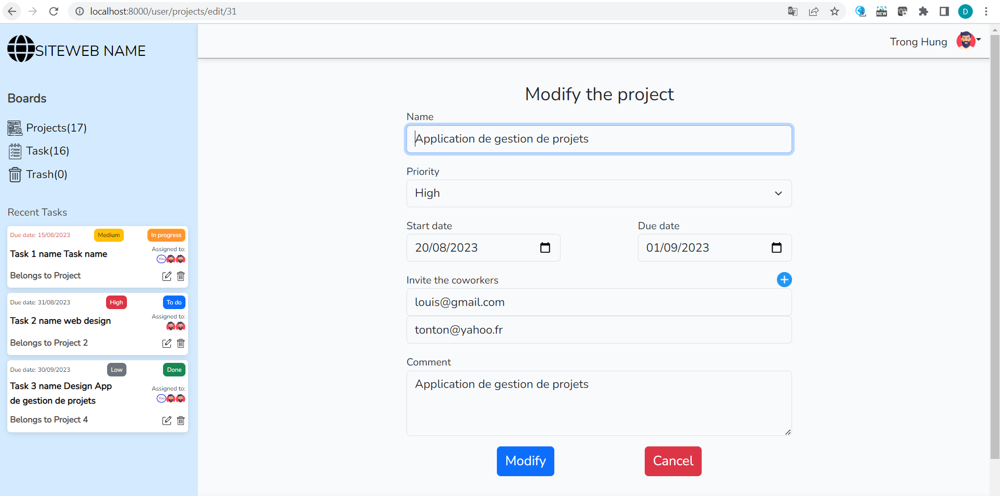 localhost:8000/user/projects/edit/31
NEW
D
SITEWEB NAME
Trong Hung
Boards
PROJECT
Projects(17)
Task(16)
Trash(0)
Recent Tasks
Due date: 15/08/2023 Medium In progress
Task 1 name Task name
Assigned to:
You
Belongs to Project
Due date: 31/08/2023 High To do
Assigned to:
Task 2 name web design
Belongs to Project 2
Due date: 30/09/2023 Low Done
Task 3 name Design App
de gestion de projets
Assigned to:
You
Belongs to Project 4
Modify the project
Name
Application de gestion de projets
Priority
High
Start date Due date
20/08/2023 01/09/2023
Invite the coworkers
louis@gmail.com
tonton@yahoo.fr
Comment
Application de gestion de projets
Modify Cancel